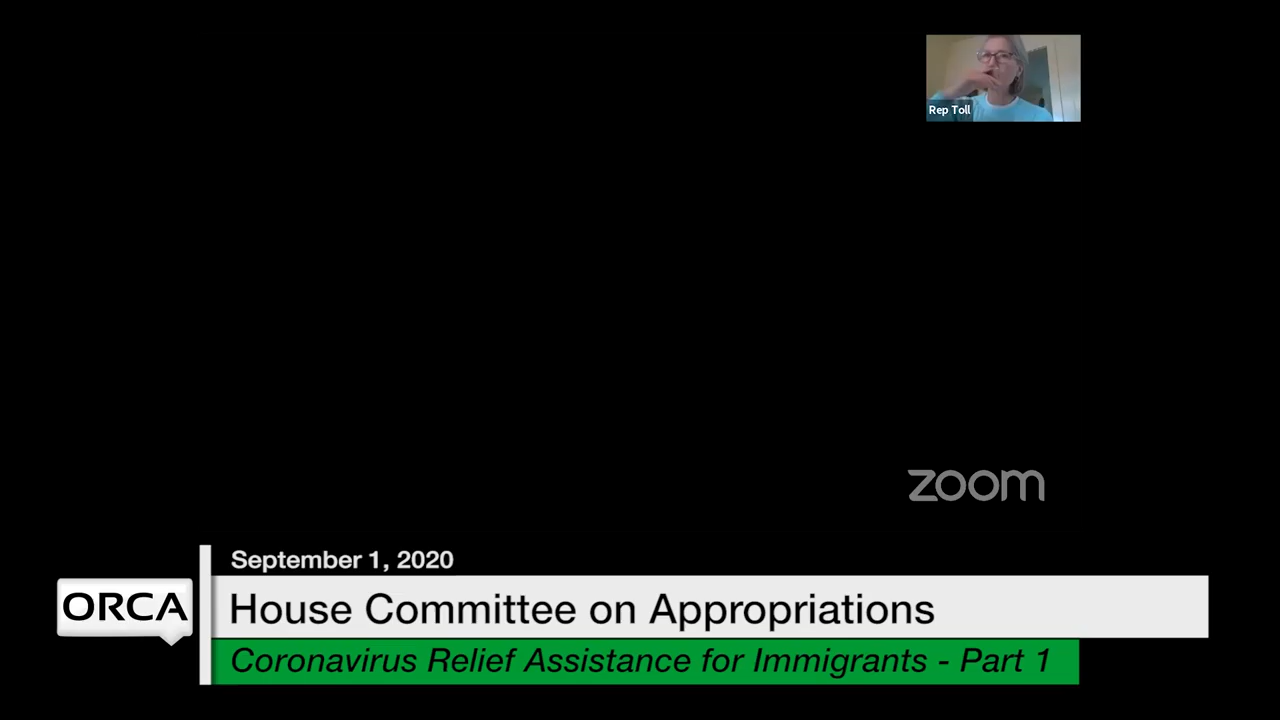 Rep Toll
zoom
September 1, 2020
ORCA
House Committee on Appropriations
Coronavirus Relief Assistance for Immigrants - Part 1